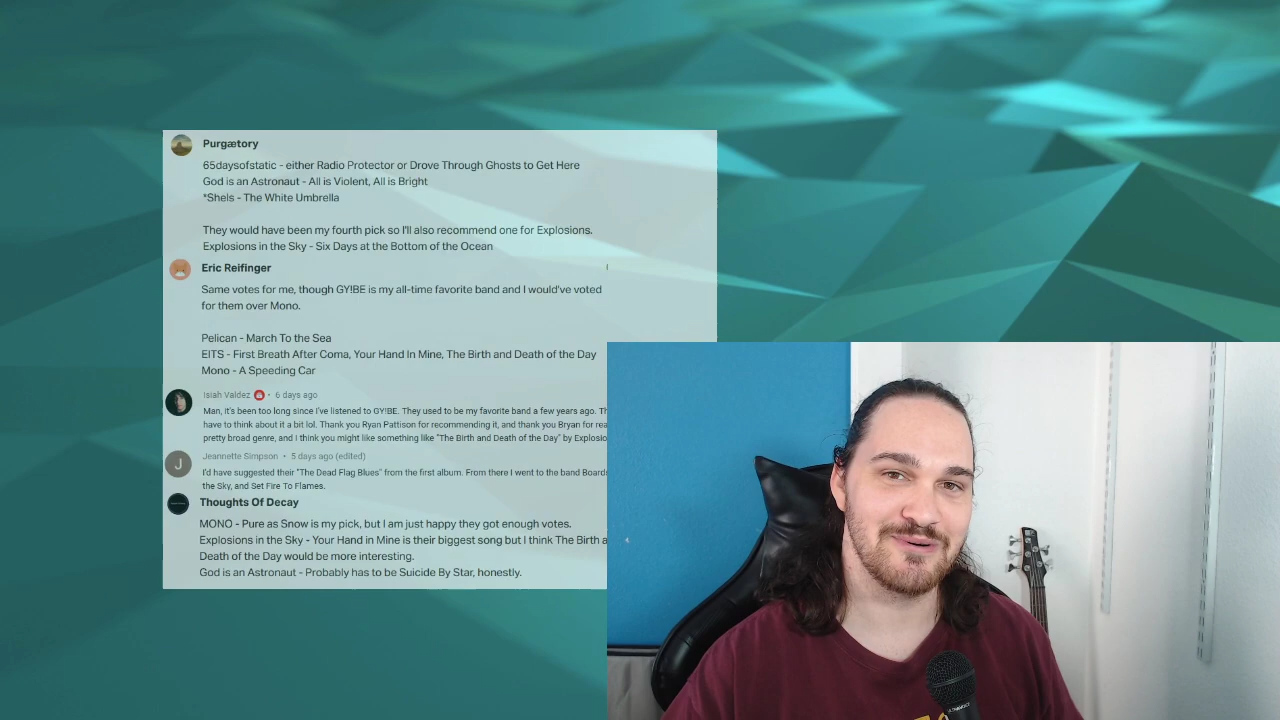 Purgætory
65daysofstatic - either Radio Protector or Drove Through Ghosts to Get Here
God is an Astronaut - All is Violent, All is Bright
*Shels - The White Umbrella
They would have been my fourth pick so I'll also recommend one for Explosions.
Explosions in the Sky - Six Days at the Bottom of the Ocean
Eric Reifinger
Same votes for me, though GY!BE is my all-time favorite band and I would've voted
for them over Mono.
Pelican - March To the Sea
EITS - First Breath After Coma, Your Hand In Mine, The Birth and Death of the Day
Mono - A Speeding Car
Isiah Valdez • 6 days ago
Man, it's been too long since I've listened to GY!BE. They used to be my favorite band a few years ago. Th
have to think about it a bit lol. Thank you Ryan Pattison for recommending it, and thank you Bryan for rea
pretty broad genre, and I think you might like something like "The Birth and Death of the Day" by Explosio
J
Jeannette Simpson • 5 days ago (edited)
I'd have suggested their "The Dead Flag Blues" from the first album. From there I went to the band Boards
the Sky, and Set Fire To Flames.
Thoughts Of Decay
MONO - Pure as Snow is my pick, but I am just happy they got enough votes.
Explosions in the Sky - Your Hand in Mine is their biggest song but I think The Birth a
Death of the Day would be more interesting.
God is an Astronaut - Probably has to be Suicide By Star, honestly.